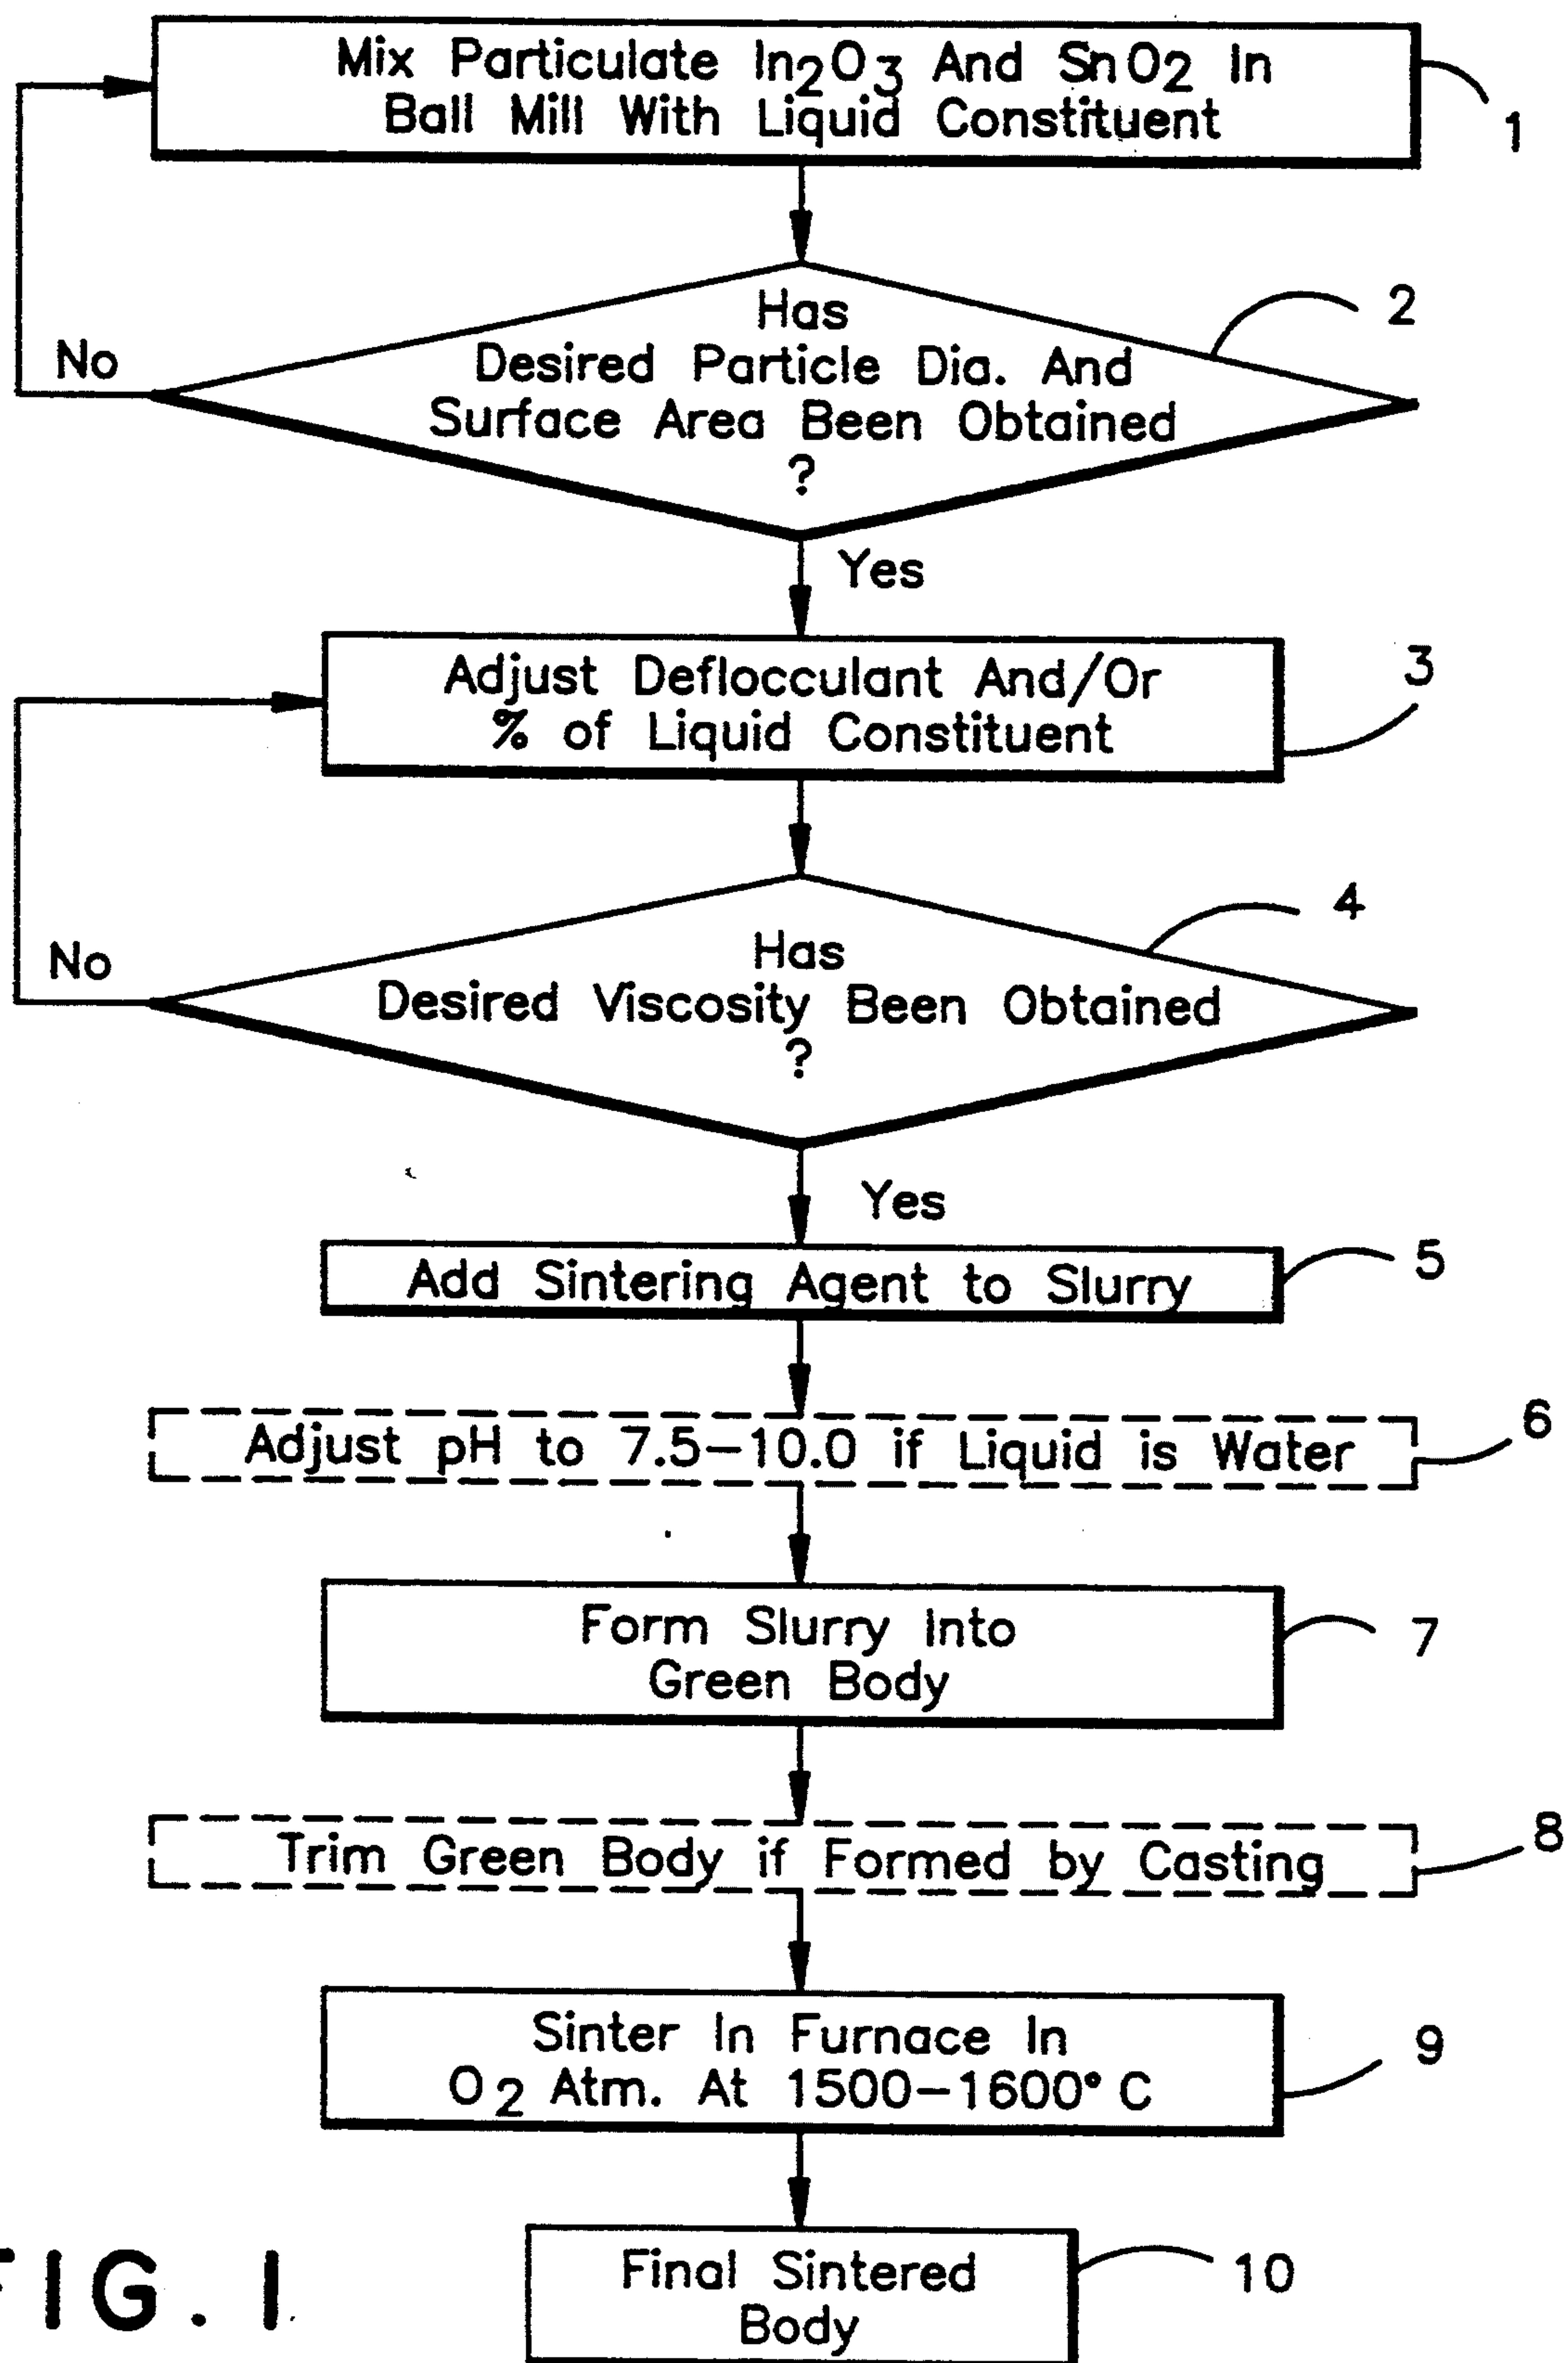 Mix Particulate In₂O₃ And SnO₂ In
Ball Mill With Liquid Constituent
1
Has
Desired Particle Dia. And
Surface Area Been Obtained
?
2
No
Yes
Adjust Deflocculant And/Or
% of Liquid Constituent
3
Has
Desired Viscosity Been Obtained
?
4
No
Yes
Add Sintering Agent to Slurry
5
Adjust pH to 7.5–10.0 if Liquid is Water
6
Form Slurry Into
Green Body
7
Trim Green Body if Formed by Casting
8
Sinter In Furnace In
O₂ Atm. At 1500–1600° C
9
Final Sintered
Body
10
FIG. 1